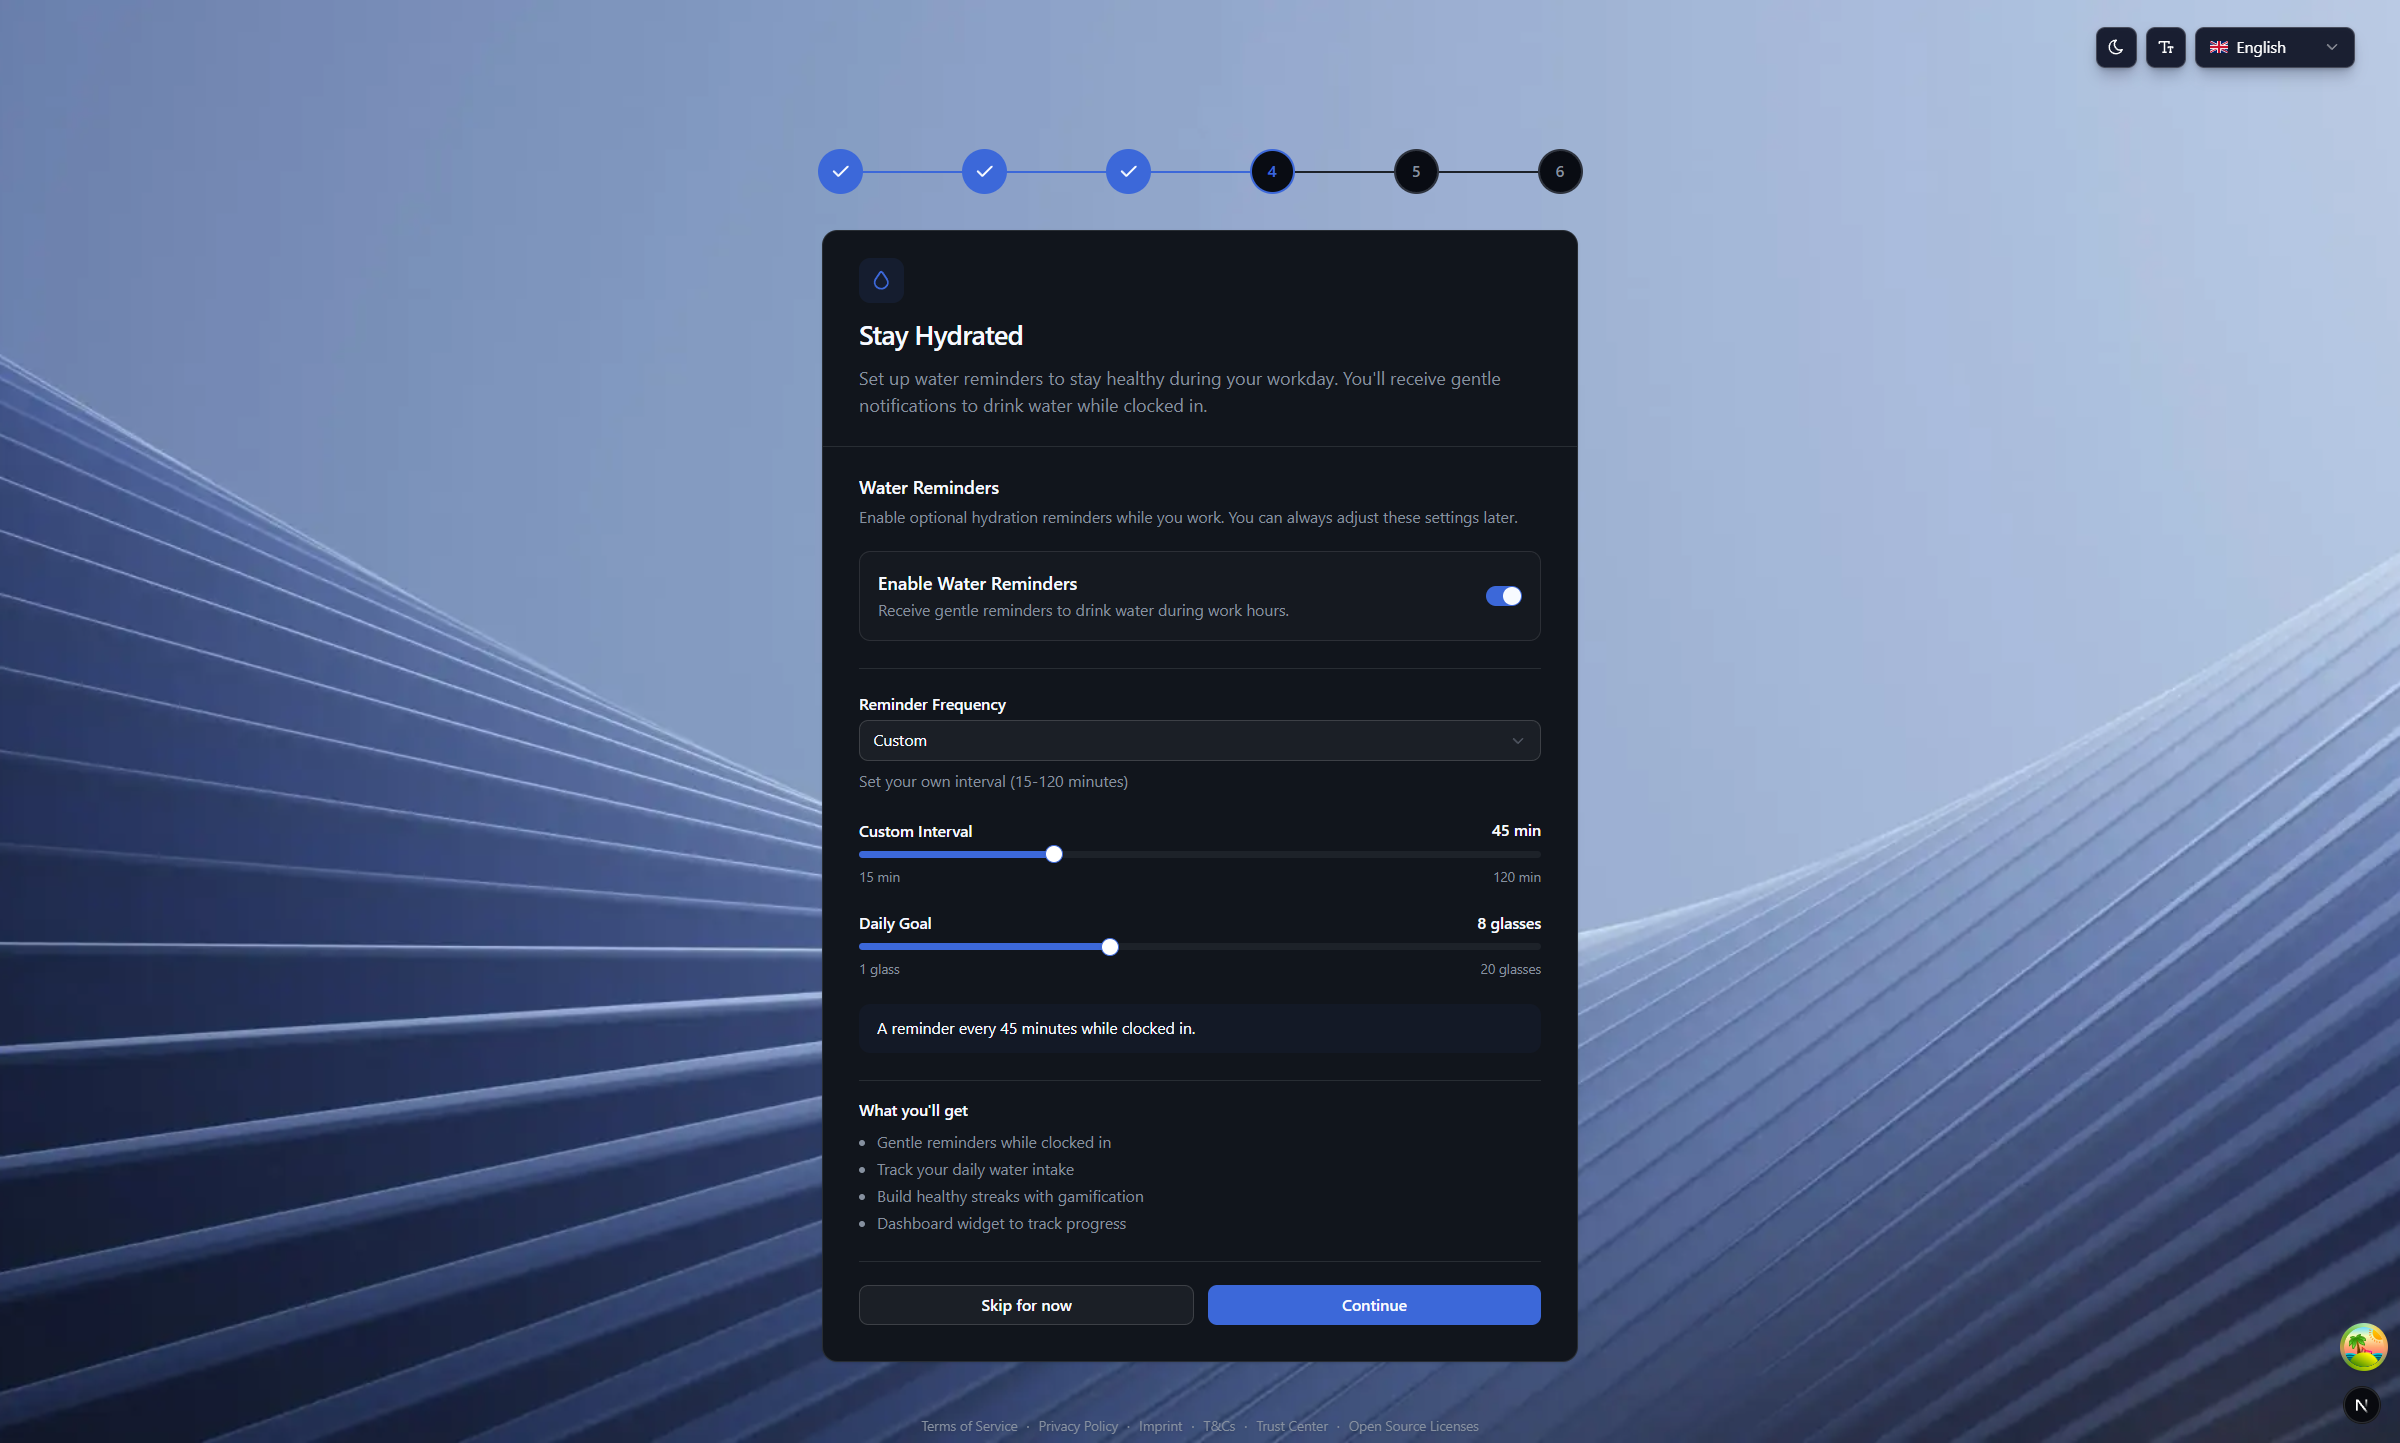 English
4
5
6
Stay Hydrated
Set up water reminders to stay healthy during your workday. You'll receive gentle
notifications to drink water while clocked in.
Water Reminders
Enable optional hydration reminders while you work. You can always adjust these settings later.
Enable Water Reminders
Receive gentle reminders to drink water during work hours.
Reminder Frequency
Custom
Set your own interval (15-120 minutes)
Custom Interval
45 min
15 min
120 min
Daily Goal
8 glasses
1 glass
20 glasses
A reminder every 45 minutes while clocked in.
What you'll get
Gentle reminders while clocked in
Track your daily water intake
Build healthy streaks with gamification
Dashboard widget to track progress
Skip for now
Continue
N
Terms of Service · Privacy Policy · Imprint · T&Cs · Trust Center · Open Source Licenses